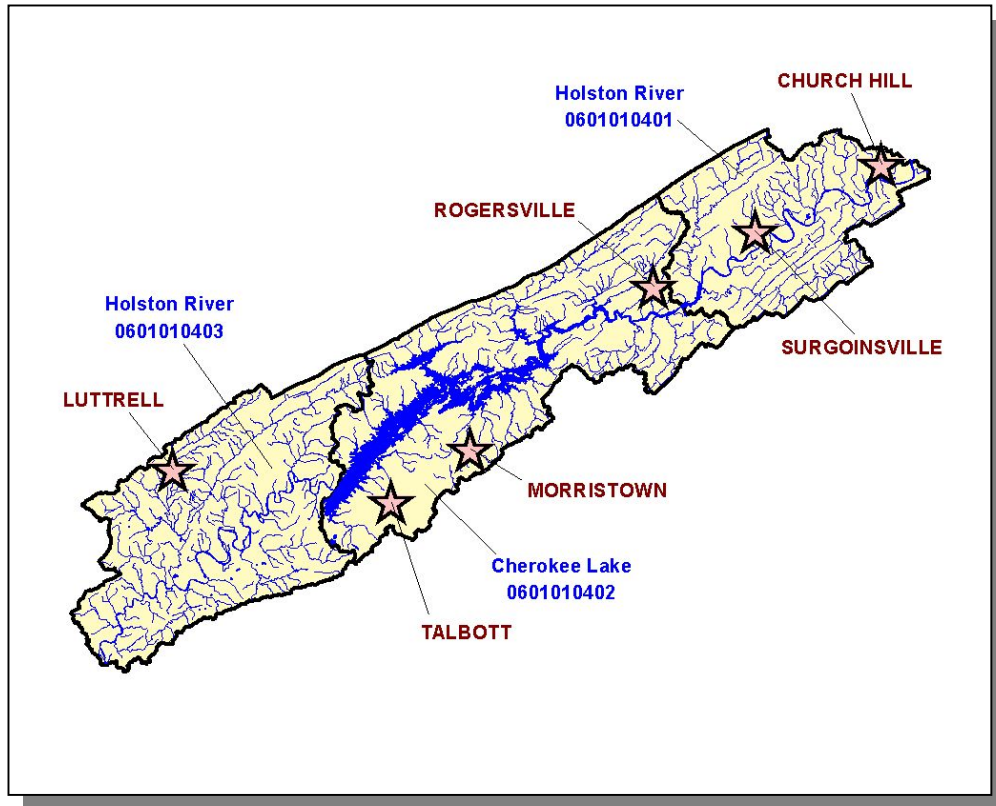 CHURCH HILL
Holston River
0601010401
ROGERSVILLE
Holston River
0601010403
SURGOINSVILLE
LUTTRELL
MORRISTOWN
Cherokee Lake
0601010402
TALBOTT